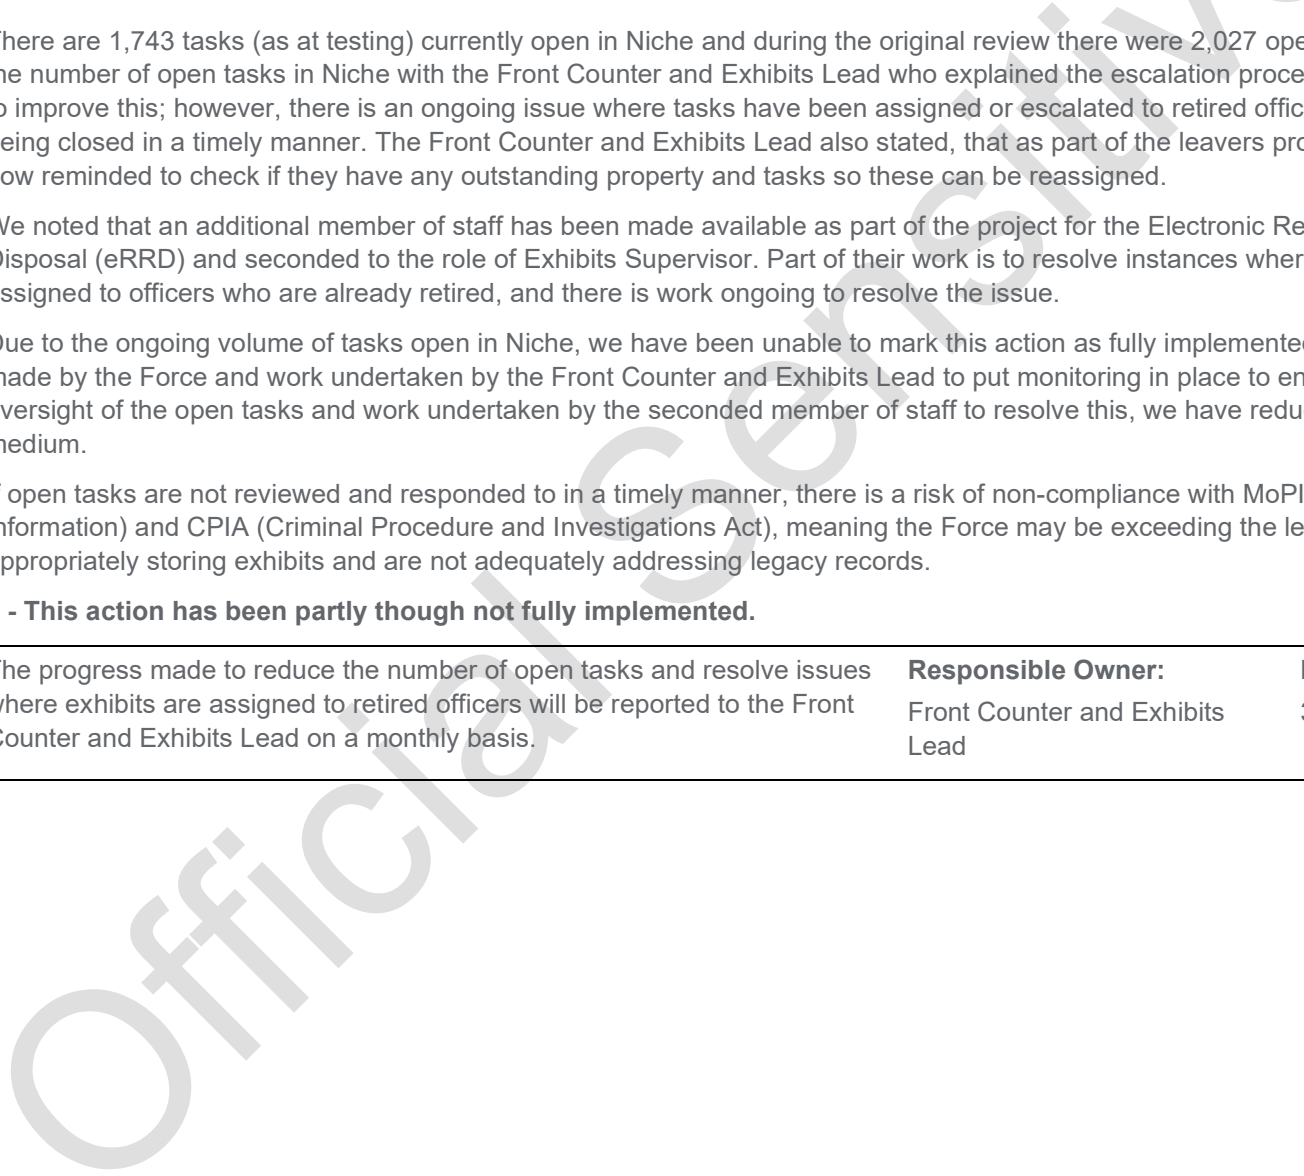 here are 1,743 tasks (as at testing) currently open in Niche and during the original review there were 2,027 ope
he number of open tasks in Niche with the Front Counter and Exhibits Lead who explained the escalation proce
o improve this; however, there is an ongoing issue where tasks have been assigned or escalated to retired offic
eing closed in a timely manner. The Front Counter and Exhibits Lead also stated, that as part of the leavers pro
ow reminded to check if they have any outstanding property and tasks so these can be reassigned.
We noted that an additional member of staff has been made available as part of the project for the Electronic Re
Disposal (eRRD) and seconded to the role of Exhibits Supervisor. Part of their work is to resolve instances wher
ssigned to officers who are already retired, and there is work ongoing to resolve the issue.
Due to the ongoing volume of tasks open in Niche, we have been unable to mark this action as fully implemented
made by the Force and work undertaken by the Front Counter and Exhibits Lead to put monitoring in place to en
versight of the open tasks and work undertaken by the seconded member of staff to resolve this, we have redu
medium.
f open tasks are not reviewed and responded to in a timely manner, there is a risk of non-compliance with MoPI
nformation) and CPIA (Criminal Procedure and Investigations Act), meaning the Force may be exceeding the le
ppropriately storing exhibits and are not adequately addressing legacy records.
- This action has been partly though not fully implemented.
The progress made to reduce the number of open tasks and resolve issues
where exhibits are assigned to retired officers will be reported to the Front
Counter and Exhibits Lead on a monthly basis.
Responsible Owner:
Front Counter and Exhibits
Lead
Official Sensitive